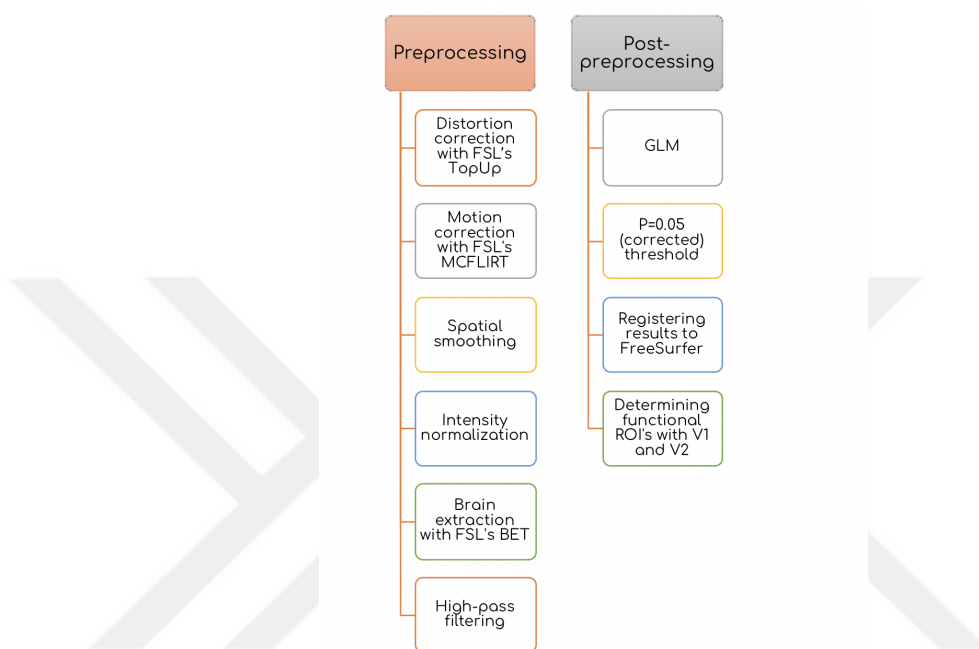 Preprocessing
Distortion
correction
with FSL's
TopUp
Motion
correction
with FSL's
MCFLIRT
Spatial
smoothing
Intensity
normalization
Brain
extraction
with FSL's BET
High-pass
filtering
Post-
preprocessing
GLM
P=0.05
(corrected)
threshold
Registering
results to
FreeSurfer
Determining
functional
ROI's with V1
and V2